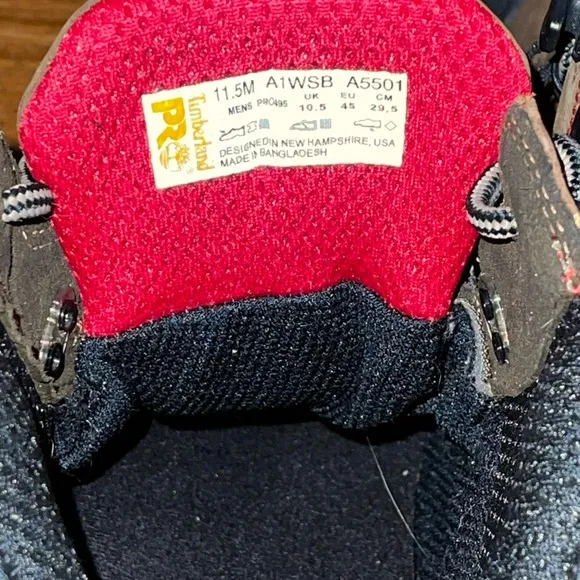 Timberland
PRO
11.5M A1WSB A5501
MENS PRO495 UK EU CM
10.5 45 29,5
DESIGNED IN NEW HAMPSHIRE, USA
MADE IN BANGLADESH